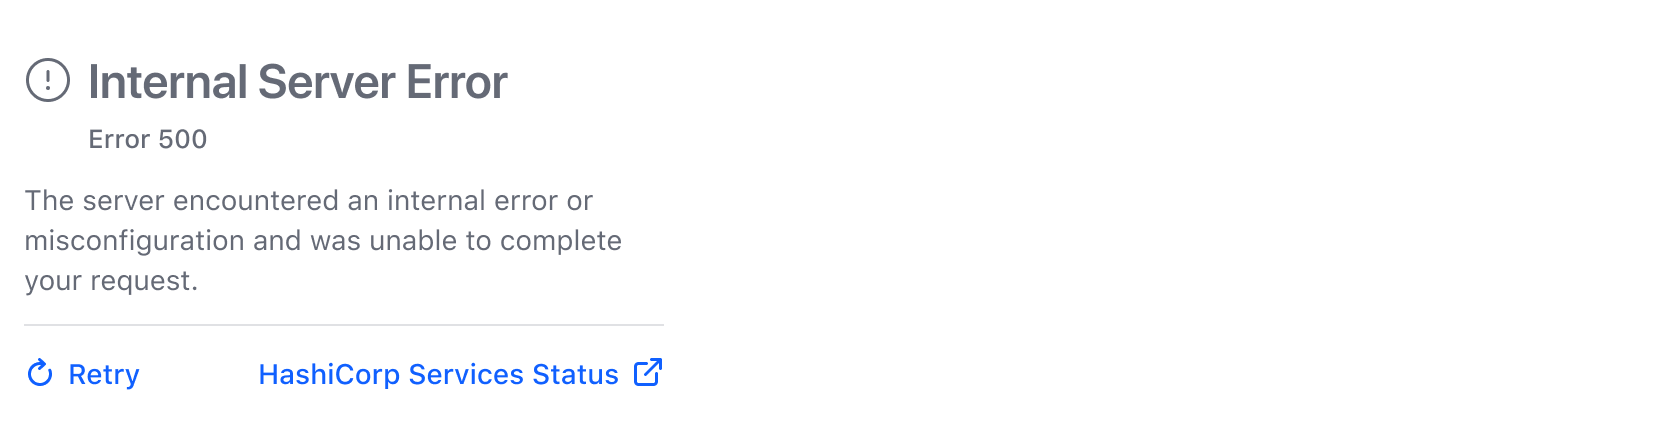 Internal Server Error
Error 500
The server encountered an internal error or
misconfiguration and was unable to complete
your request.
Retry
HashiCorp Services Status